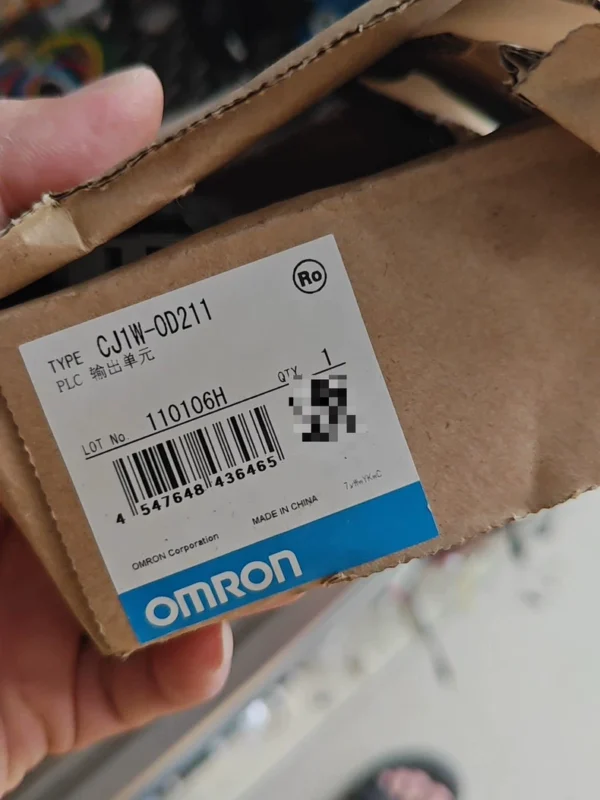 Ro
TYPE CJ1W-OD211
PLC 输出单元
LOT No. 110106H QTY 1
4 547648 436465
OMRON Corporation MADE IN CHINA
OMRON